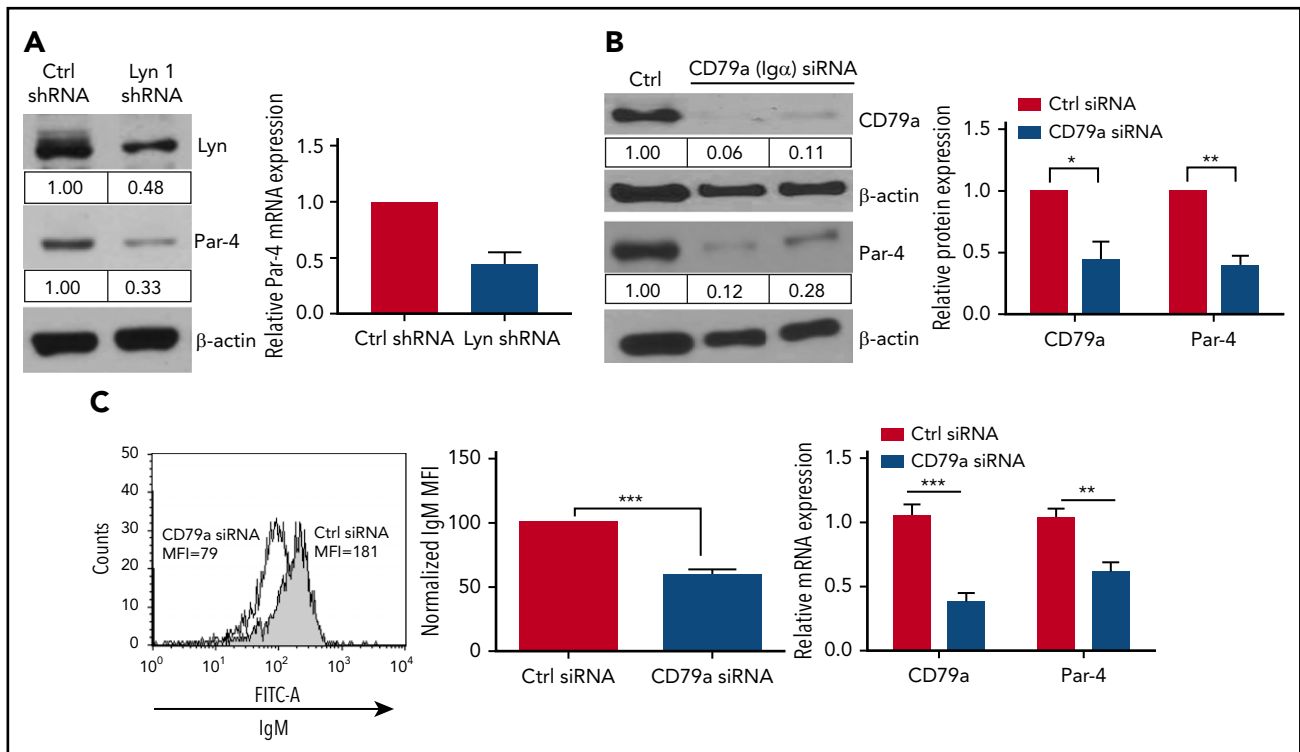 A
Ctrl
shRNA
Lyn 1
shRNA
Lyn
1.00 0.48
Par-4
1.00 0.33
β-actin
Relative Par-4 mRNA expression
1.5
1.0
0.5
0.0
Ctrl shRNA Lyn shRNA
B
Ctrl
CD79a (Igα) siRNA
CD79a
1.00 0.06 0.11
β-actin
Par-4
1.00 0.12 0.28
β-actin
Ctrl siRNA
CD79a siRNA
Relative protein expression
1.5
1.0
0.5
0.0
*
**
CD79a Par-4
C
Counts
50
40
30
20
10
0
CD79a siRNA
MFI=79
Ctrl siRNA
MFI=181
10⁰ 10¹ 10² 10³ 10⁴
FITC-A
IgM
Normalized IgM MFI
150
100
50
0
***
Ctrl siRNA CD79a siRNA
Ctrl siRNA
CD79a siRNA
Relative mRNA expression
1.5
1.0
0.5
0.0
***
**
CD79a Par-4